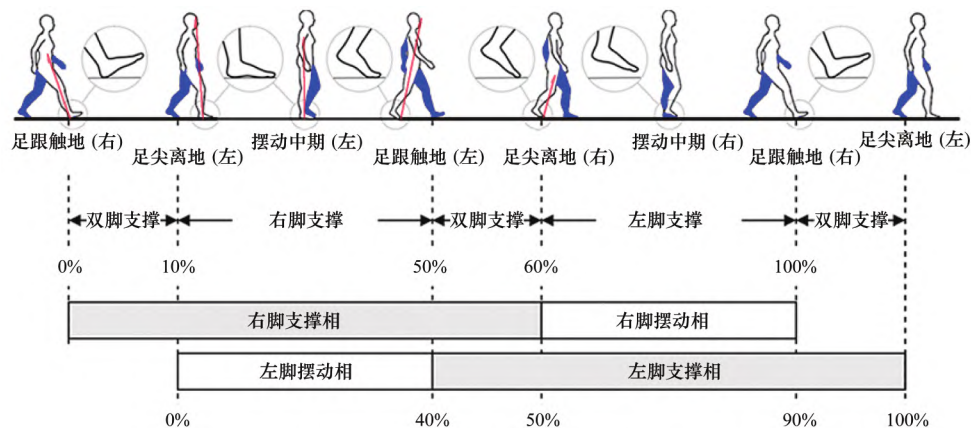 足跟触地 (右)
足尖离地 (左)
摆动中期 (左)
足跟触地 (左)
足尖离地 (右)
摆动中期 (右)
足跟触地 (右)
足尖离地 (左)
双脚支撑
右脚支撑
双脚支撑
左脚支撑
双脚支撑
0%
10%
50%
60%
100%
右脚支撑相
右脚摆动相
左脚摆动相
左脚支撑相
0%
40%
50%
90%
100%